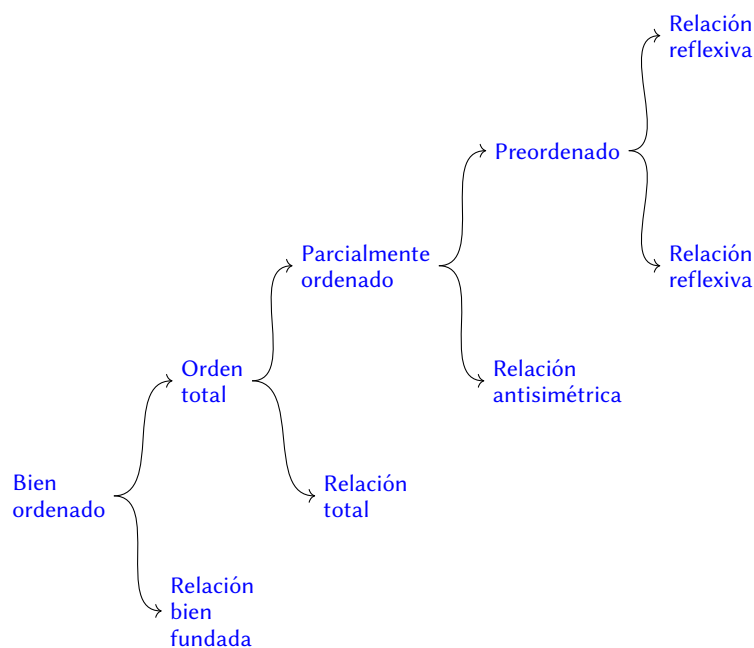 Relación
reflexiva
Preordenado
Parcialmente
ordenado
Relación
reflexiva
Orden
total
Relación
antisimétrica
Bien
ordenado
Relación
total
Relación
bien
fundada